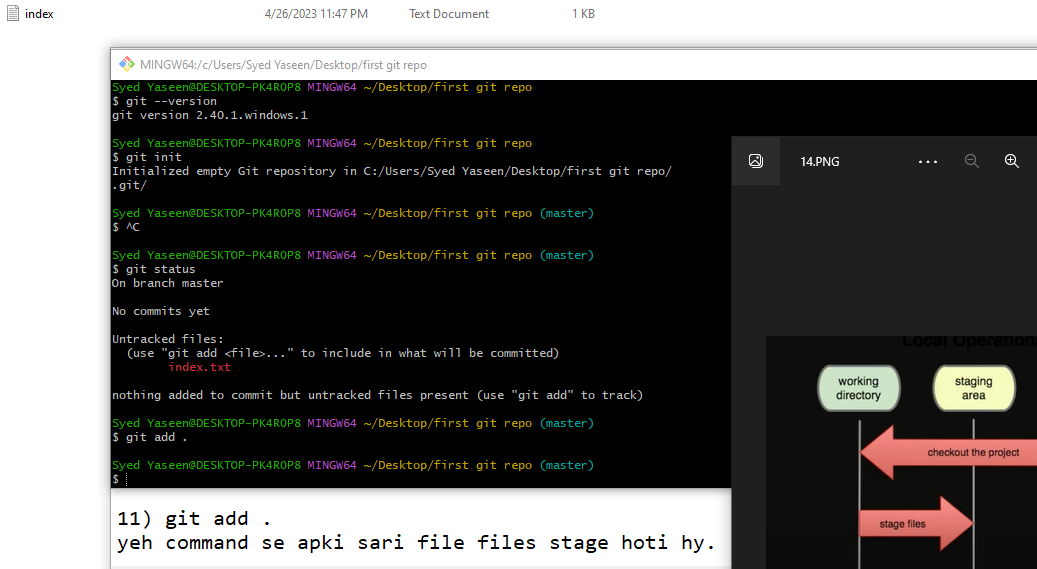 index 4/26/2023 11:47 PM Text Document 1 KB
MINGW64:/c/Users/Syed Yaseen/Desktop/first git repo
Syed Yaseen@DESKTOP-PK4ROP8 MINGW64 ~/Desktop/first git repo
$ git --version
git version 2.40.1.windows.1
Syed Yaseen@DESKTOP-PK4ROP8 MINGW64 ~/Desktop/first git repo
$ git init
Initialized empty Git repository in C:/Users/Syed Yaseen/Desktop/first git repo/
.git/
Syed Yaseen@DESKTOP-PK4ROP8 MINGW64 ~/Desktop/first git repo (master)
$ ^C
Syed Yaseen@DESKTOP-PK4ROP8 MINGW64 ~/Desktop/first git repo (master)
$ git status
On branch master
No commits yet
Untracked files:
(use "git add <file>..." to include in what will be committed)
index.txt
nothing added to commit but untracked files present (use "git add" to track)
Syed Yaseen@DESKTOP-PK4ROP8 MINGW64 ~/Desktop/first git repo (master)
$ git add .
Syed Yaseen@DESKTOP-PK4ROP8 MINGW64 ~/Desktop/first git repo (master)
$
14.PNG
Local Operation
working
directory
staging
area
checkout the project
stage files
11) git add .
yeh command se apki sari file files stage hoti hy.